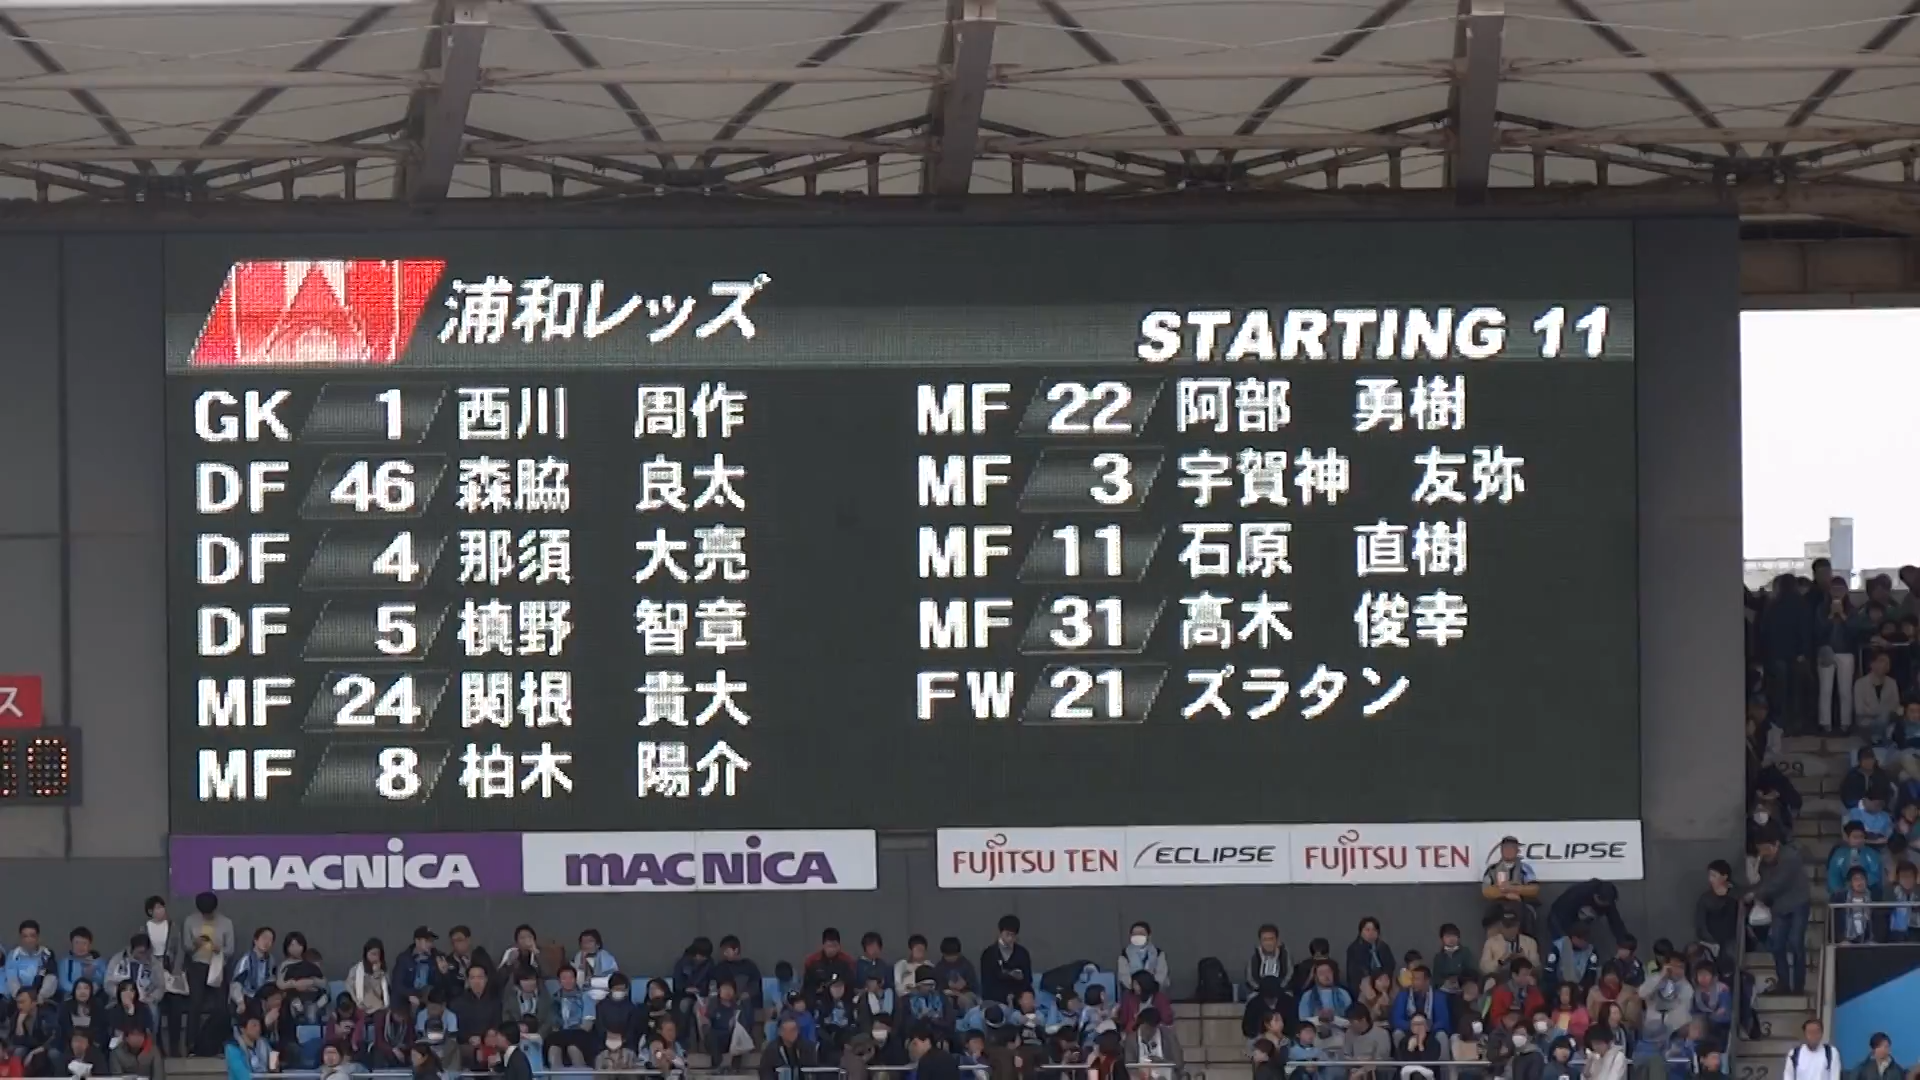 浦和レッズ
STARTING 11
GK 1 西川 周作
DF 46 森脇 良太
DF 4 那須 大亮
DF 5 槙野 智章
MF 24 関根 貴大
MF 8 柏木 陽介
MF 22 阿部 勇樹
MF 3 宇賀神 友弥
MF 11 石原 直樹
MF 31 高木 俊幸
FW 21 ズラタン
ス
MACNICA MACNICA FUJITSU TEN ECLIPSE FUJITSU TEN ECLIPSE